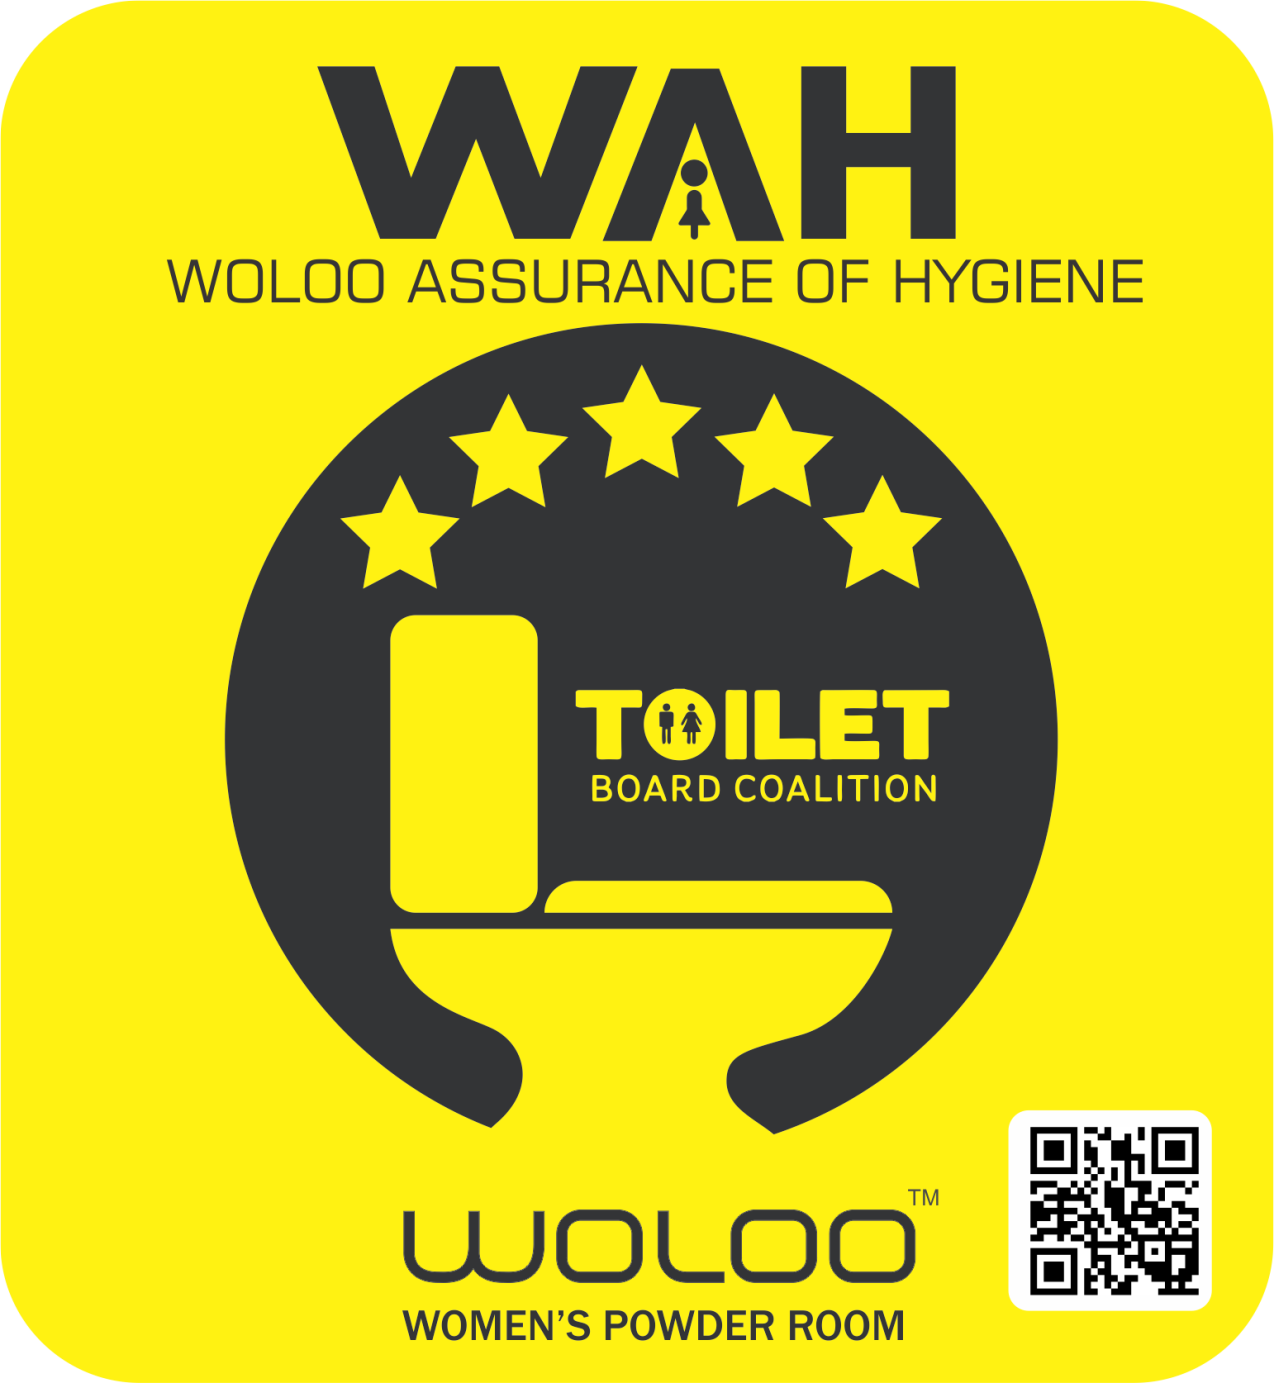 WAH
WOLOO ASSURANCE OF HYGIENE
TOILET
BOARD COALITION
WOLOO™
WOMEN’S POWDER ROOM